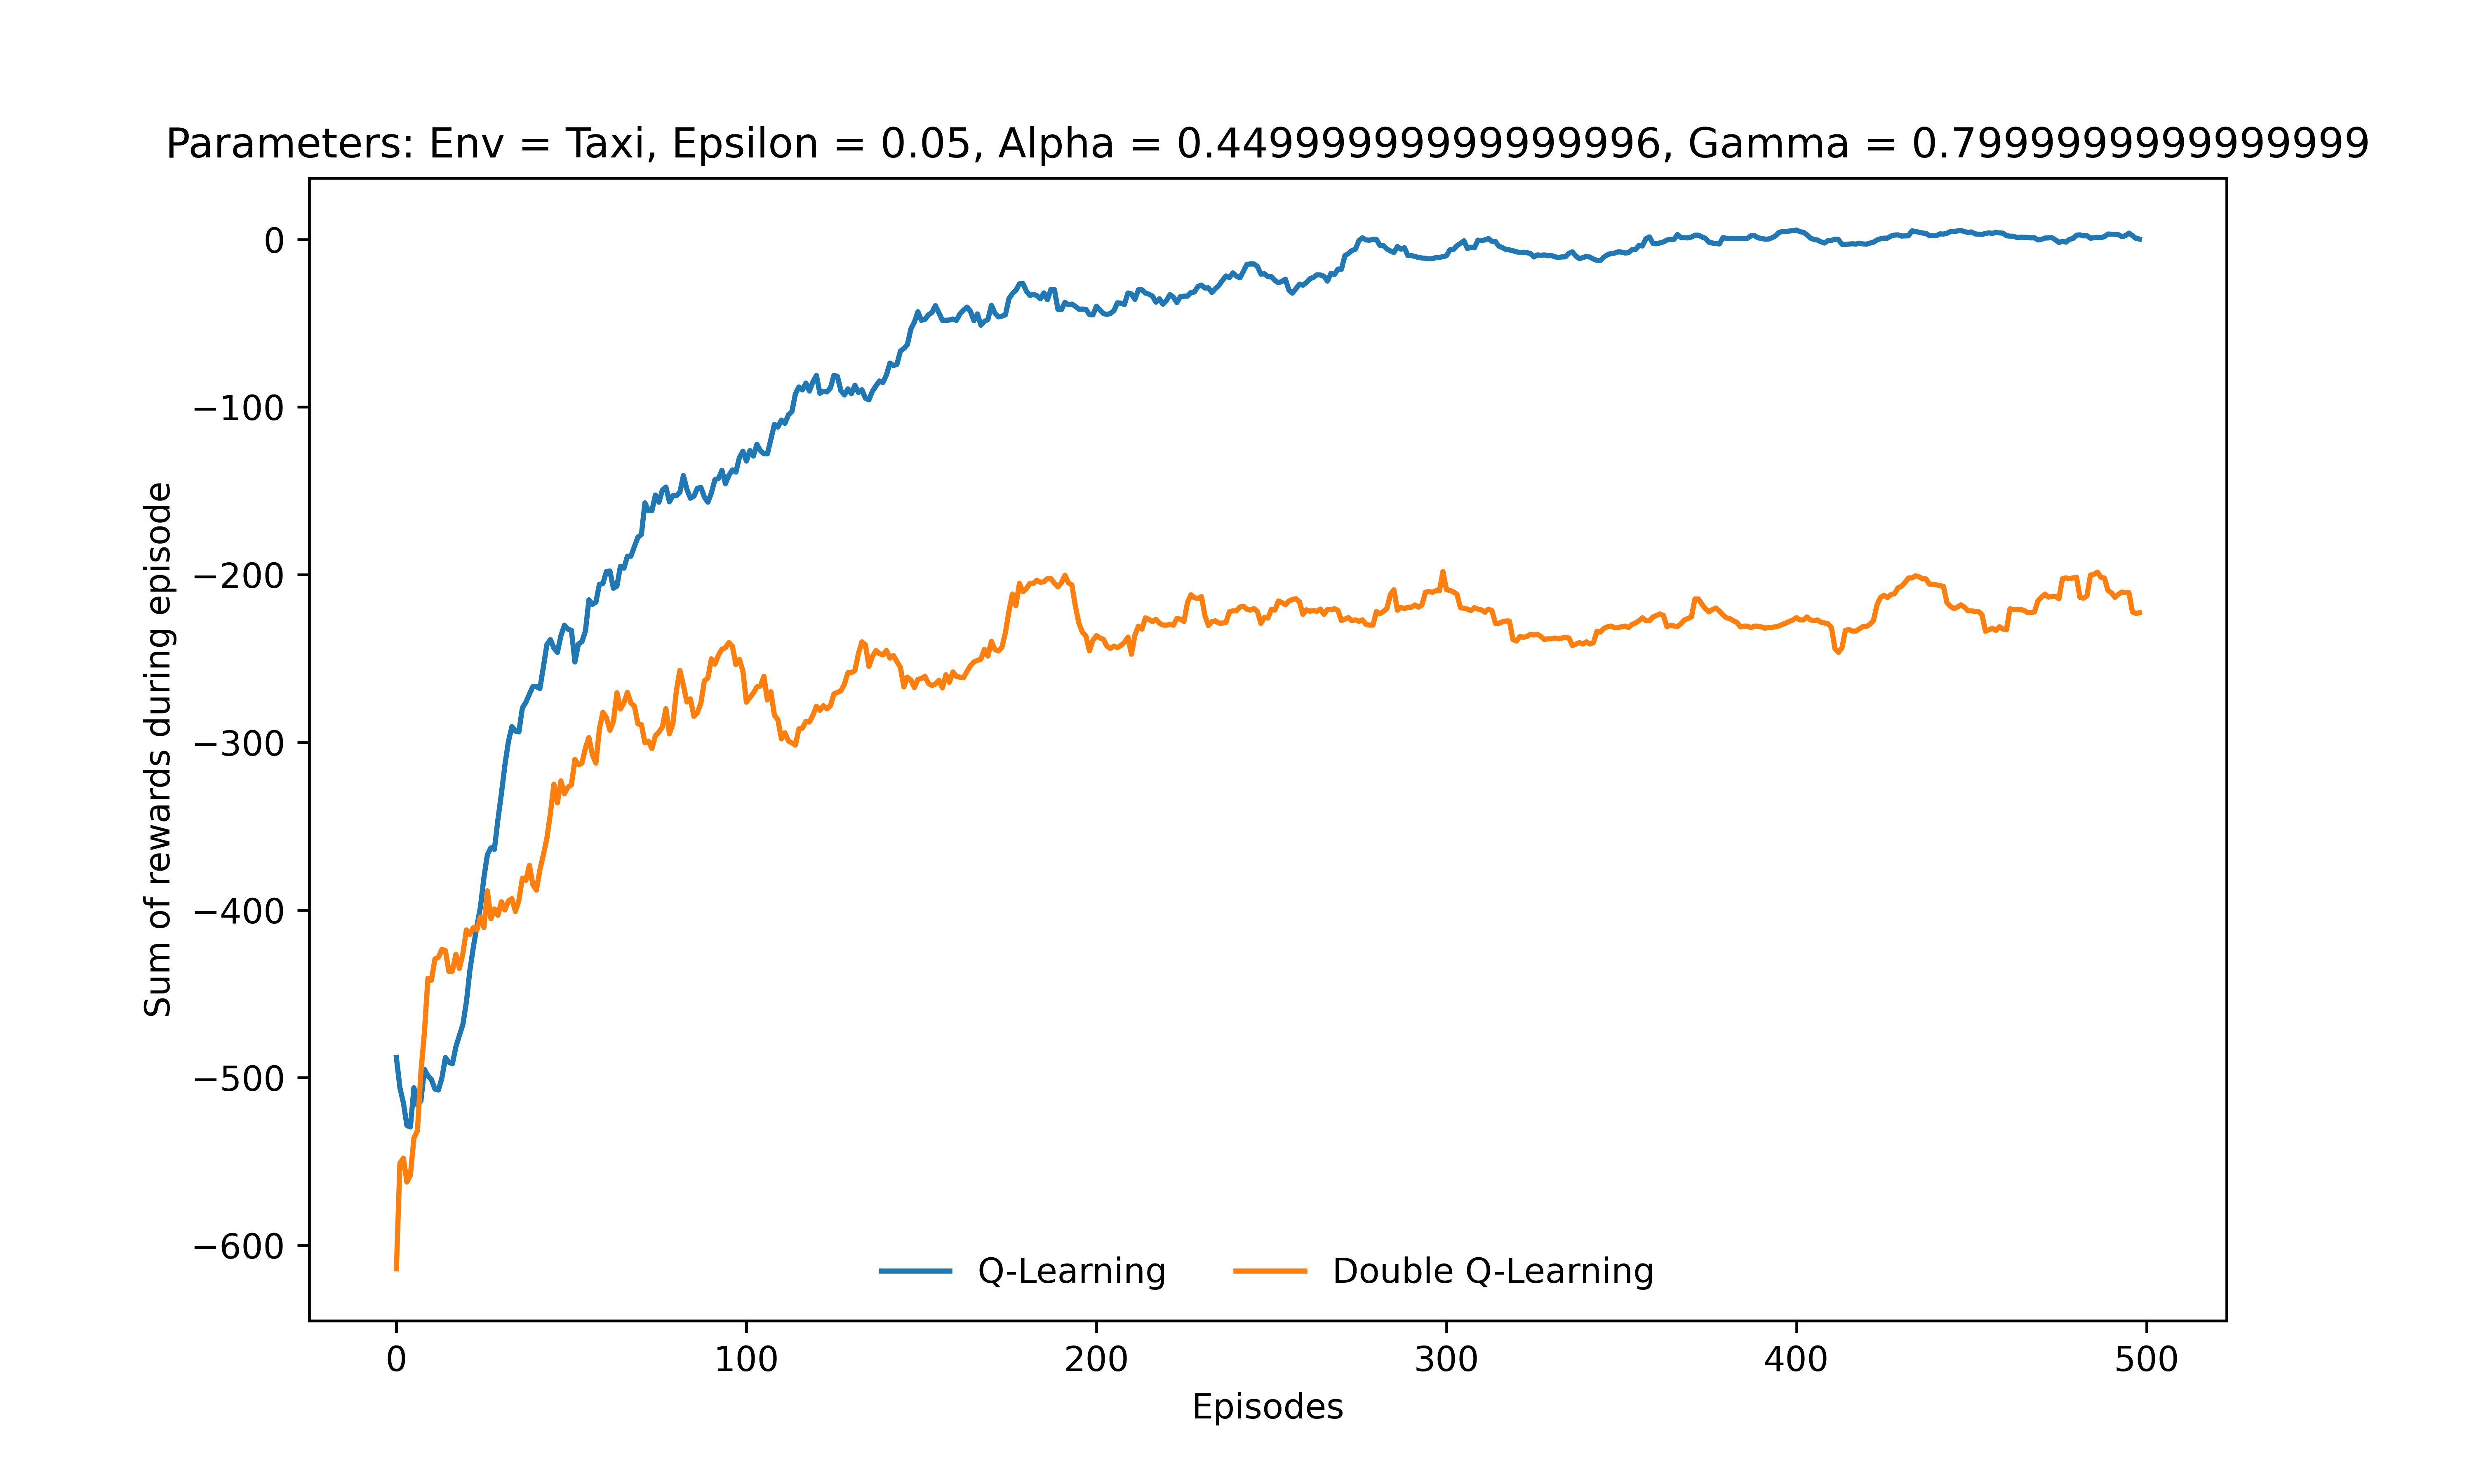 Parameters: Env = Taxi, Epsilon = 0.05, Alpha = 0.44999999999999996, Gamma = 0.7999999999999999
Sum of rewards during episode
0
−100
−200
−300
−400
−500
−600
Q-Learning
Double Q-Learning
0
100
200
300
400
500
Episodes